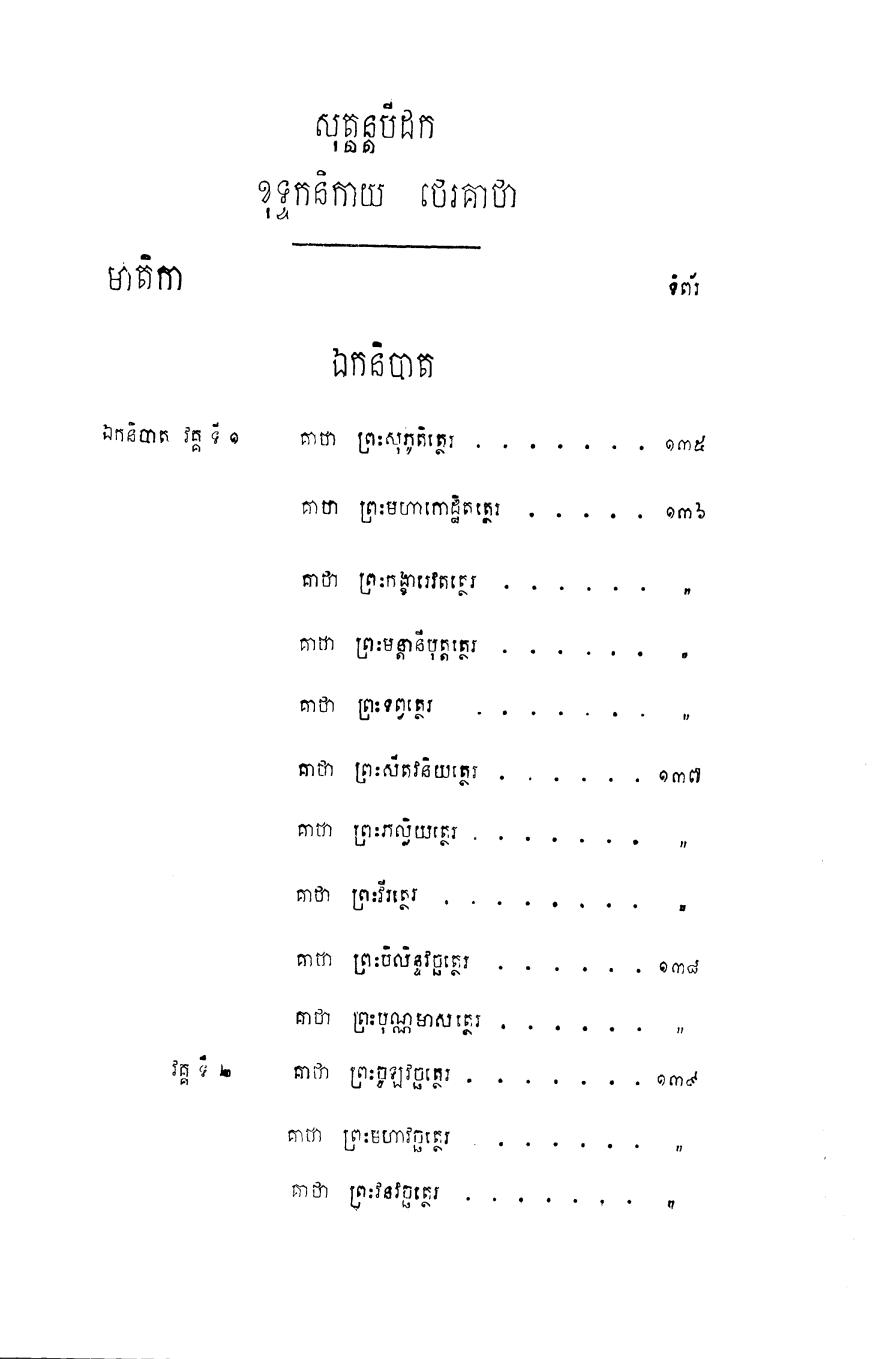 សុត្តន្តបិដក
ខុទ្ទកនិកាយ ថេរគាថា
មាតិកា ទំព័រ
ឯកនិបាត
ឯកនិបាត វគ្គ ទី ១ គាថា ព្រះសុភូតិត្ថេរ . . . . . . . ១៣៥
គាថា ព្រះមហាកោដ្ឋិតត្ថេរ . . . . . ១៣៦
គាថា ព្រះកង្ខារេវតត្ថេរ . . . . . . "
គាថា ព្រះមន្តានីបុត្តត្ថេរ . . . . . . "
គាថា ព្រះទព្វត្ថេរ . . . . . . . "
គាថា ព្រះសីតវនិយត្ថេរ . . . . . . ១៣៧
គាថា ព្រះភល្លិយត្ថេរ . . . . . . . "
គាថា ព្រះវីរត្ថេរ . . . . . . . . "
គាថា ព្រះបិលិន្ទវច្ឆត្ថេរ . . . . . . ១៣៨
គាថា ព្រះបុណ្ណមាសត្ថេរ . . . . . . "
វគ្គ ទី ២ គាថា ព្រះចូឡវច្ឆត្ថេរ . . . . . . . ១៣៩
គាថា ព្រះមហាវច្ឆត្ថេរ . . . . . . . "
គាថា ព្រះវនវច្ឆត្ថេរ . . . . . . . "